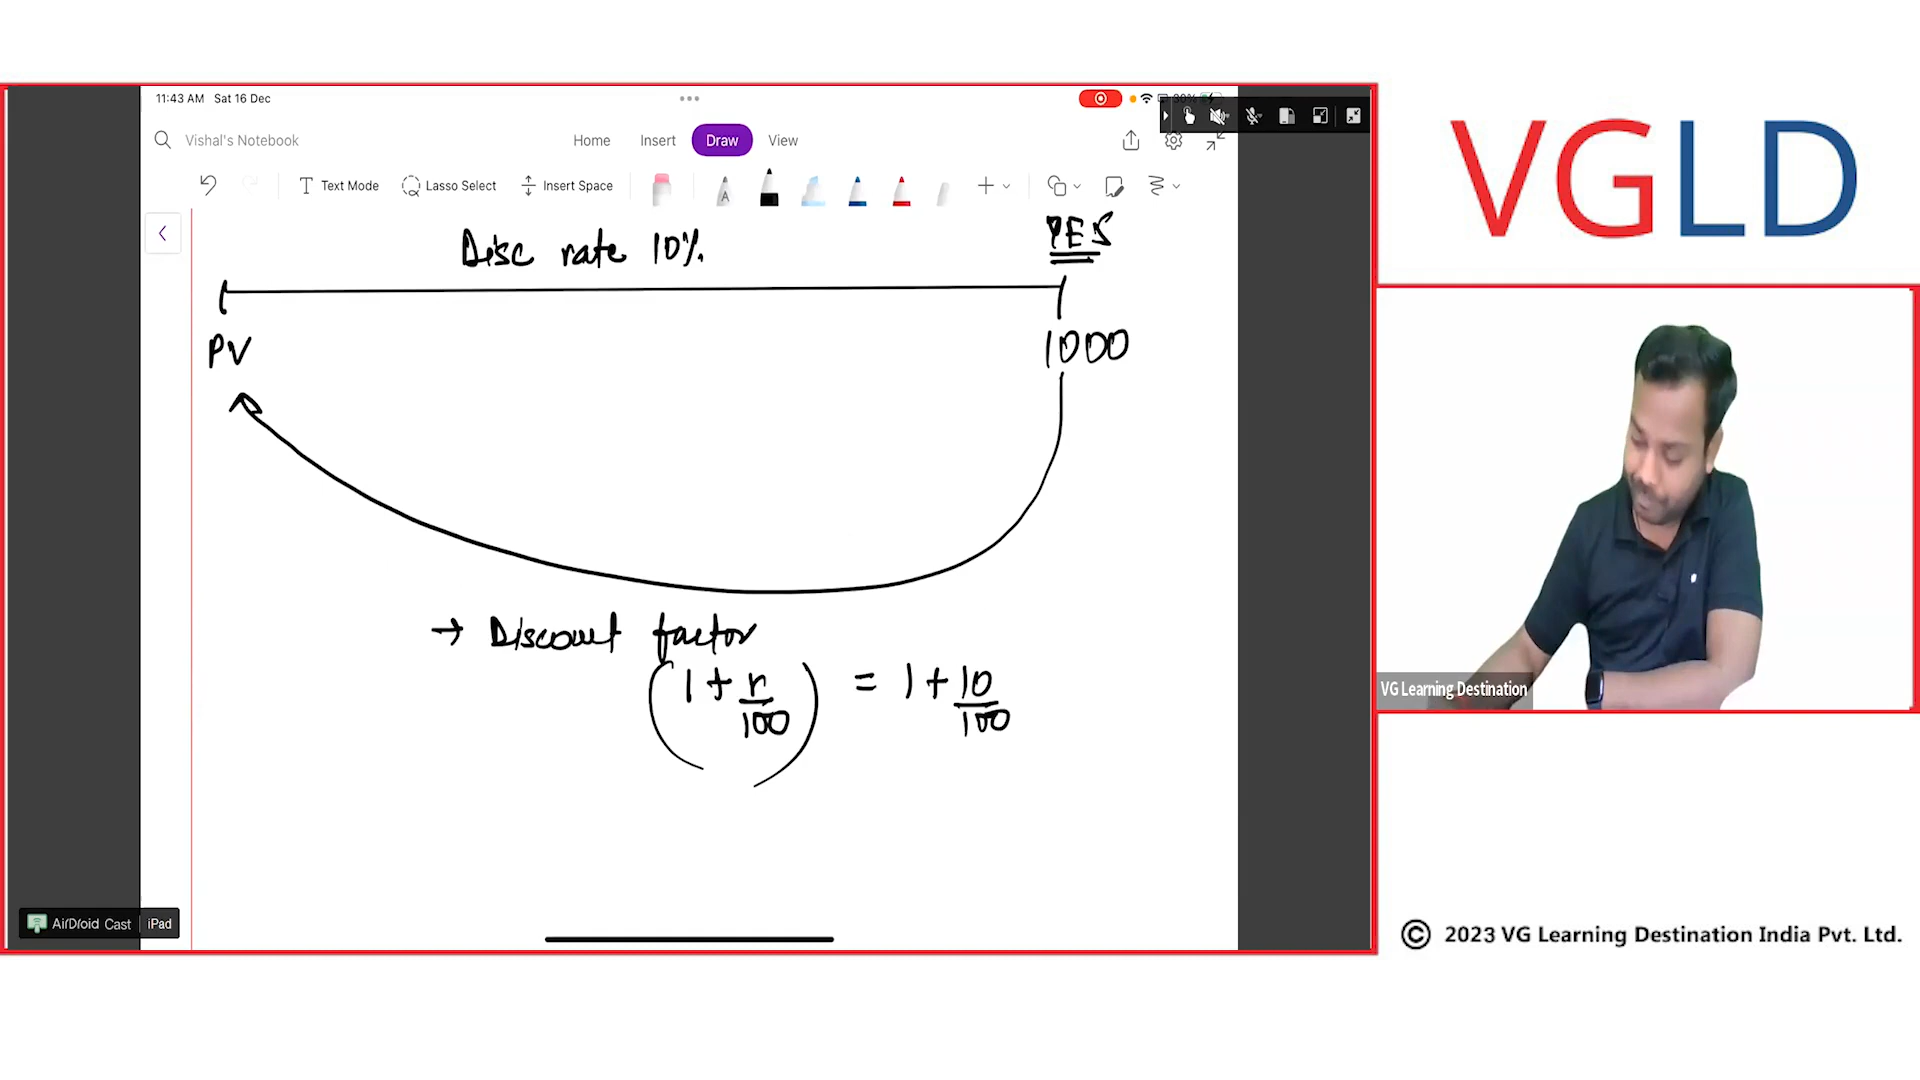 11:43 AM Sat 16 Dec
30%
Vishal's Notebook
Home Insert Draw View
Text Mode Lasso Select Insert Space
A
Disc rate 10%
PV
1000
→ Discount factor
(1 + r/100) = 1 + 10/100
AirDroid Cast iPad
VGLD
VG Learning Destination
© 2023 VG Learning Destination India Pvt. Ltd.